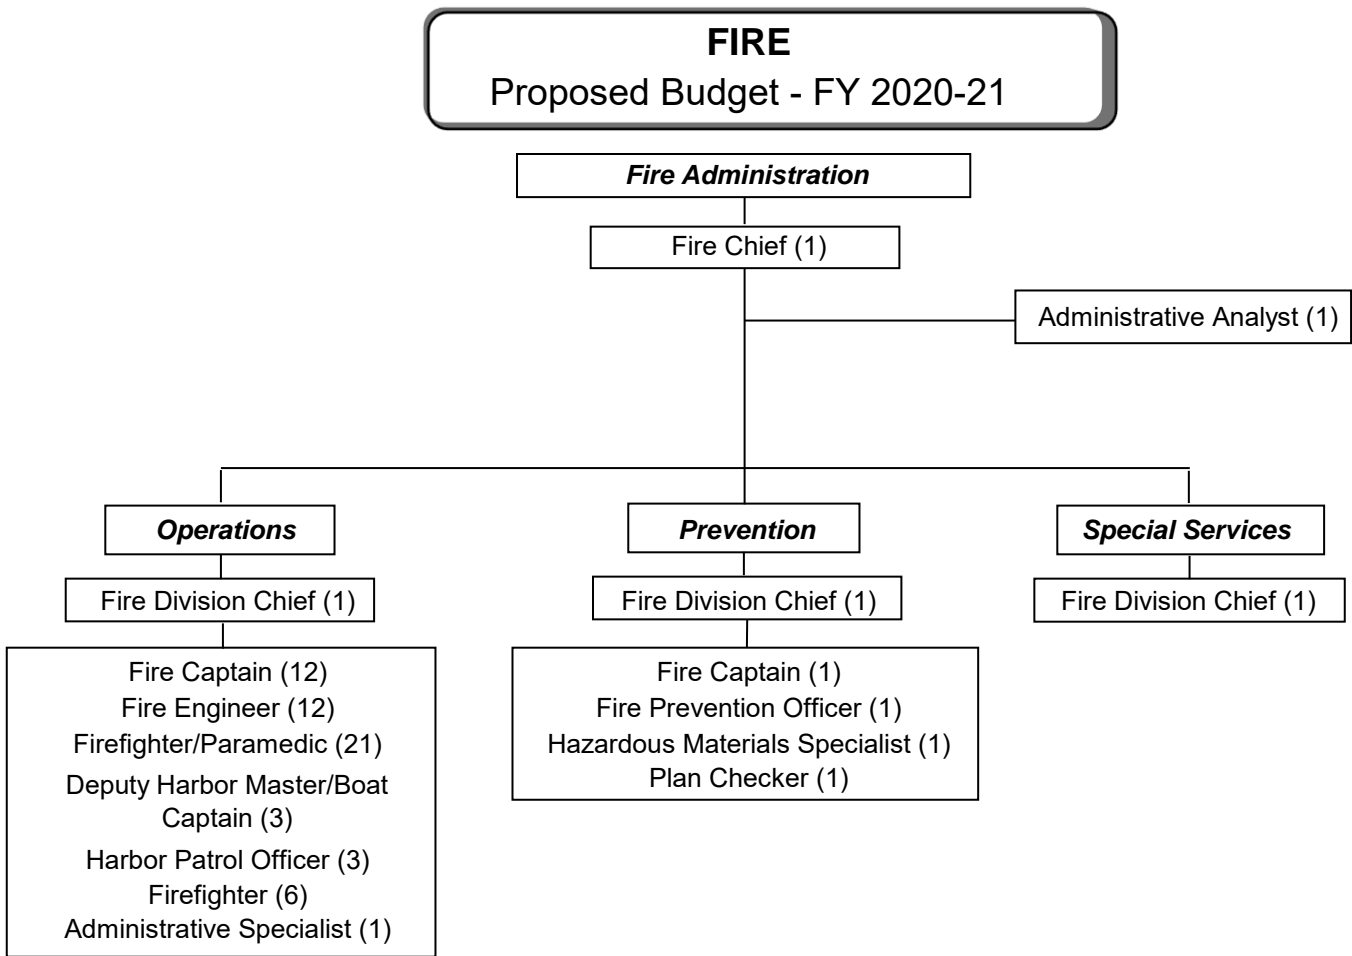 FIRE
Proposed Budget - FY 2020-21
Fire Administration
Fire Chief (1)
Administrative Analyst (1)
Operations
Fire Division Chief (1)
Fire Captain (12)
Fire Engineer (12)
Firefighter/Paramedic (21)
Deputy Harbor Master/Boat
Captain (3)
Harbor Patrol Officer (3)
Firefighter (6)
Administrative Specialist (1)
Prevention
Fire Division Chief (1)
Fire Captain (1)
Fire Prevention Officer (1)
Hazardous Materials Specialist (1)
Plan Checker (1)
Special Services
Fire Division Chief (1)